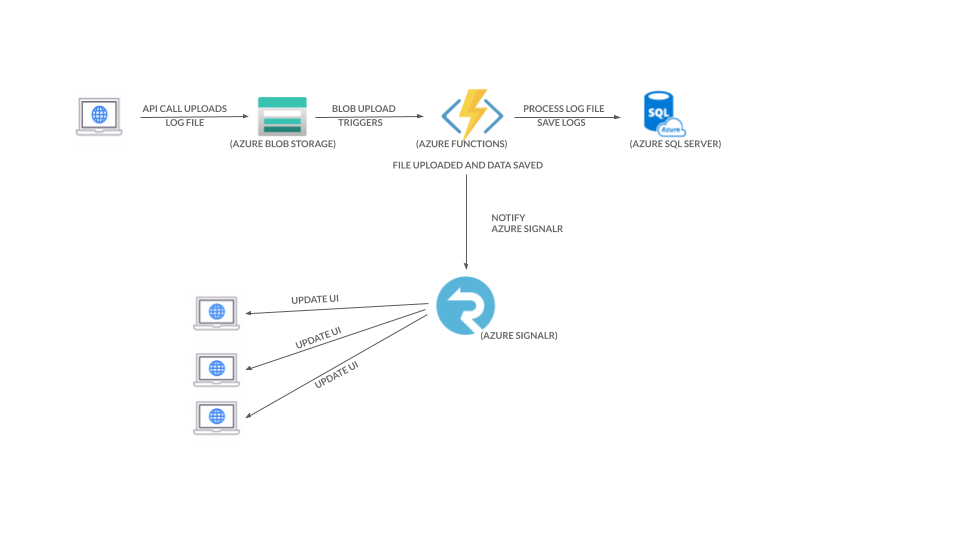 API CALL UPLOADS
LOG FILE
BLOB UPLOAD
TRIGGERS
PROCESS LOG FILE
SAVE LOGS
SQL
Azure
(AZURE BLOB STORAGE)
(AZURE FUNCTIONS)
(AZURE SQL SERVER)
FILE UPLOADED AND DATA SAVED
NOTIFY
AZURE SIGNALR
UPDATE UI
UPDATE UI
UPDATE UI
(AZURE SIGNALR)